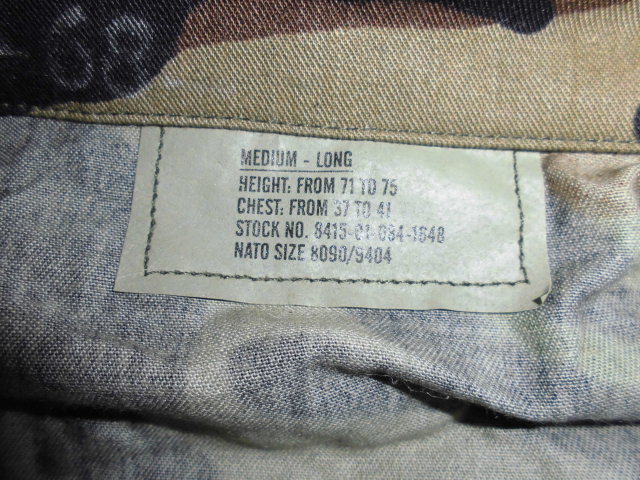 -68
MEDIUM - LONG
HEIGHT: FROM 71 TO 75
CHEST: FROM 37 TO 41
STOCK NO. 8415-01-084-1648
NATO SIZE 8090/9404